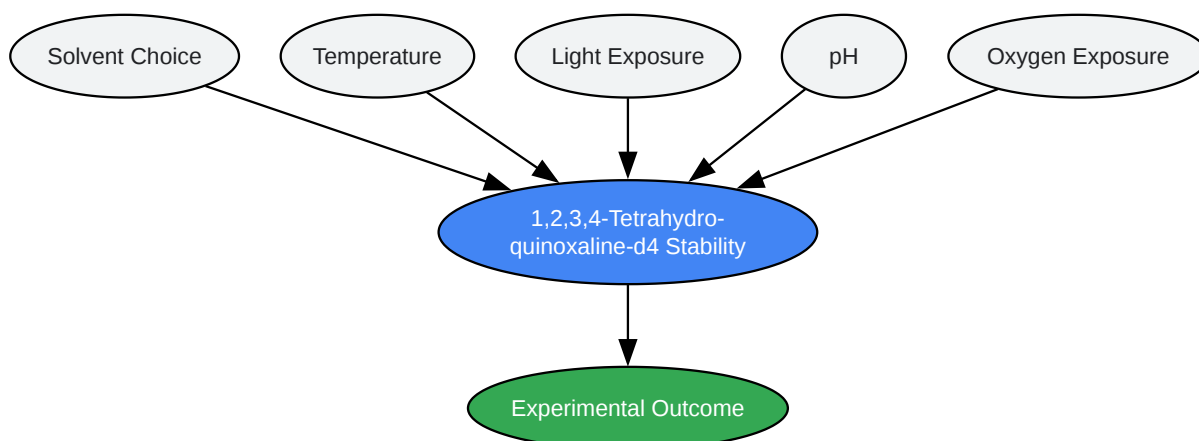 Solvent Choice
Temperature
Light Exposure
pH
Oxygen Exposure
1,2,3,4-Tetrahydro-
quinoxaline-d4 Stability
Experimental Outcome